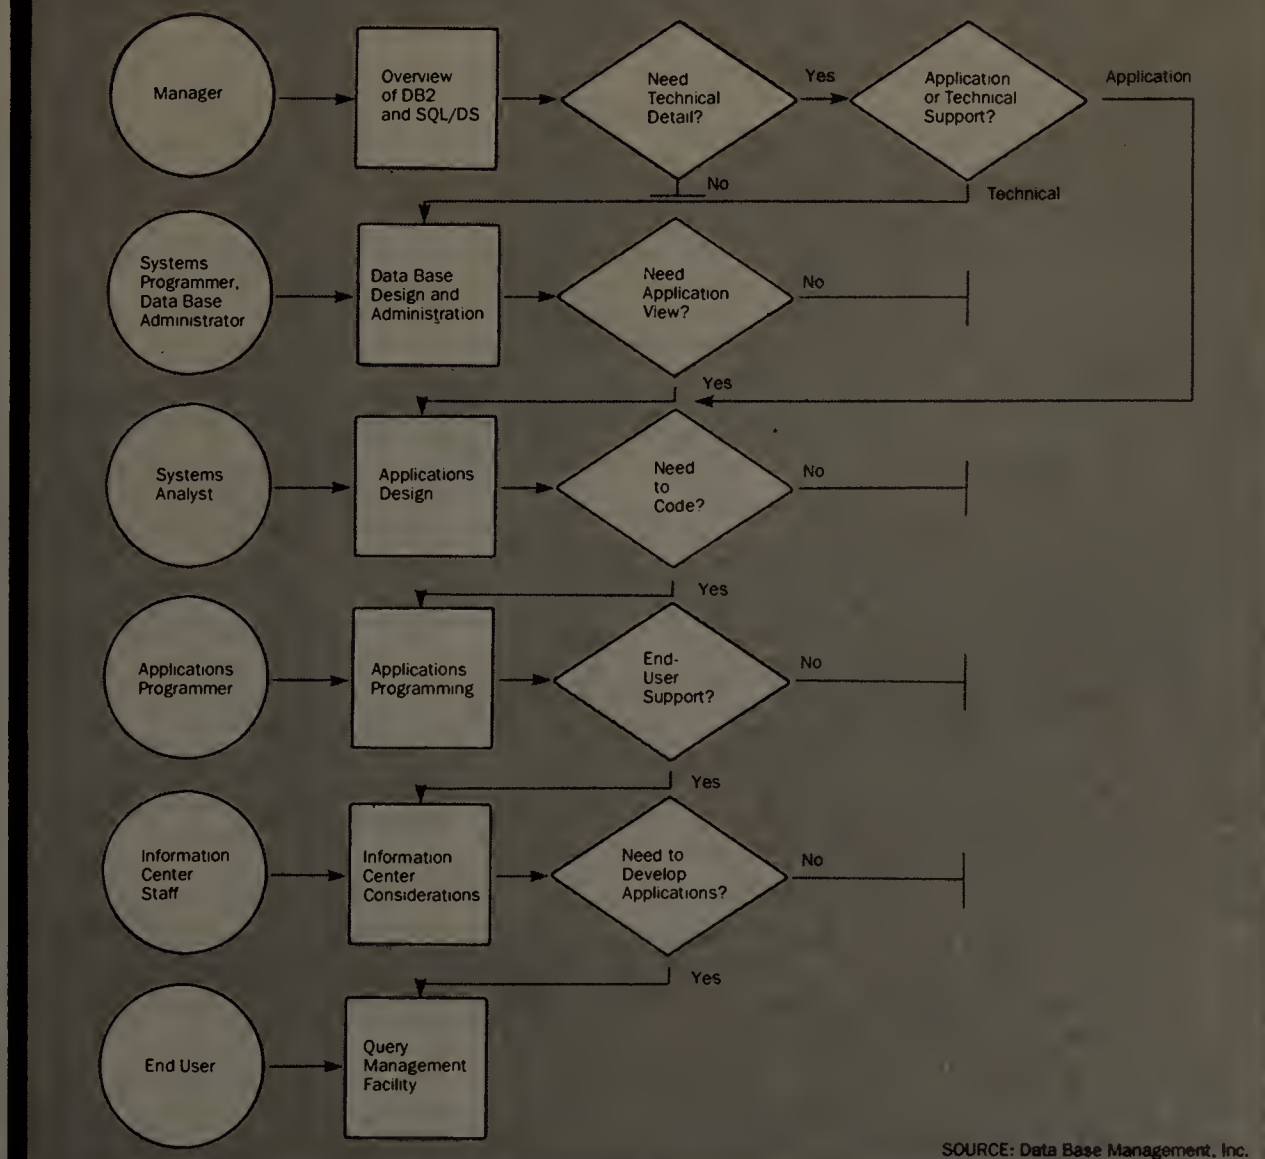 Manager
Overview
of DB2
and SQL/DS
Need
Technical
Detail?
Yes
Application
or Technical
Support?
Application
No
Technical
Systems
Programmer,
Data Base
Administrator
Data Base
Design and
Administration
Need
Application
View?
No
Yes
Systems
Analyst
Applications
Design
Need
to
Code?
No
Yes
Applications
Programmer
Applications
Programming
End-
User
Support?
No
Yes
Information
Center
Staff
Information
Center
Considerations
Need to
Develop
Applications?
No
Yes
End User
Query
Management
Facility
SOURCE: Data Base Management, Inc.